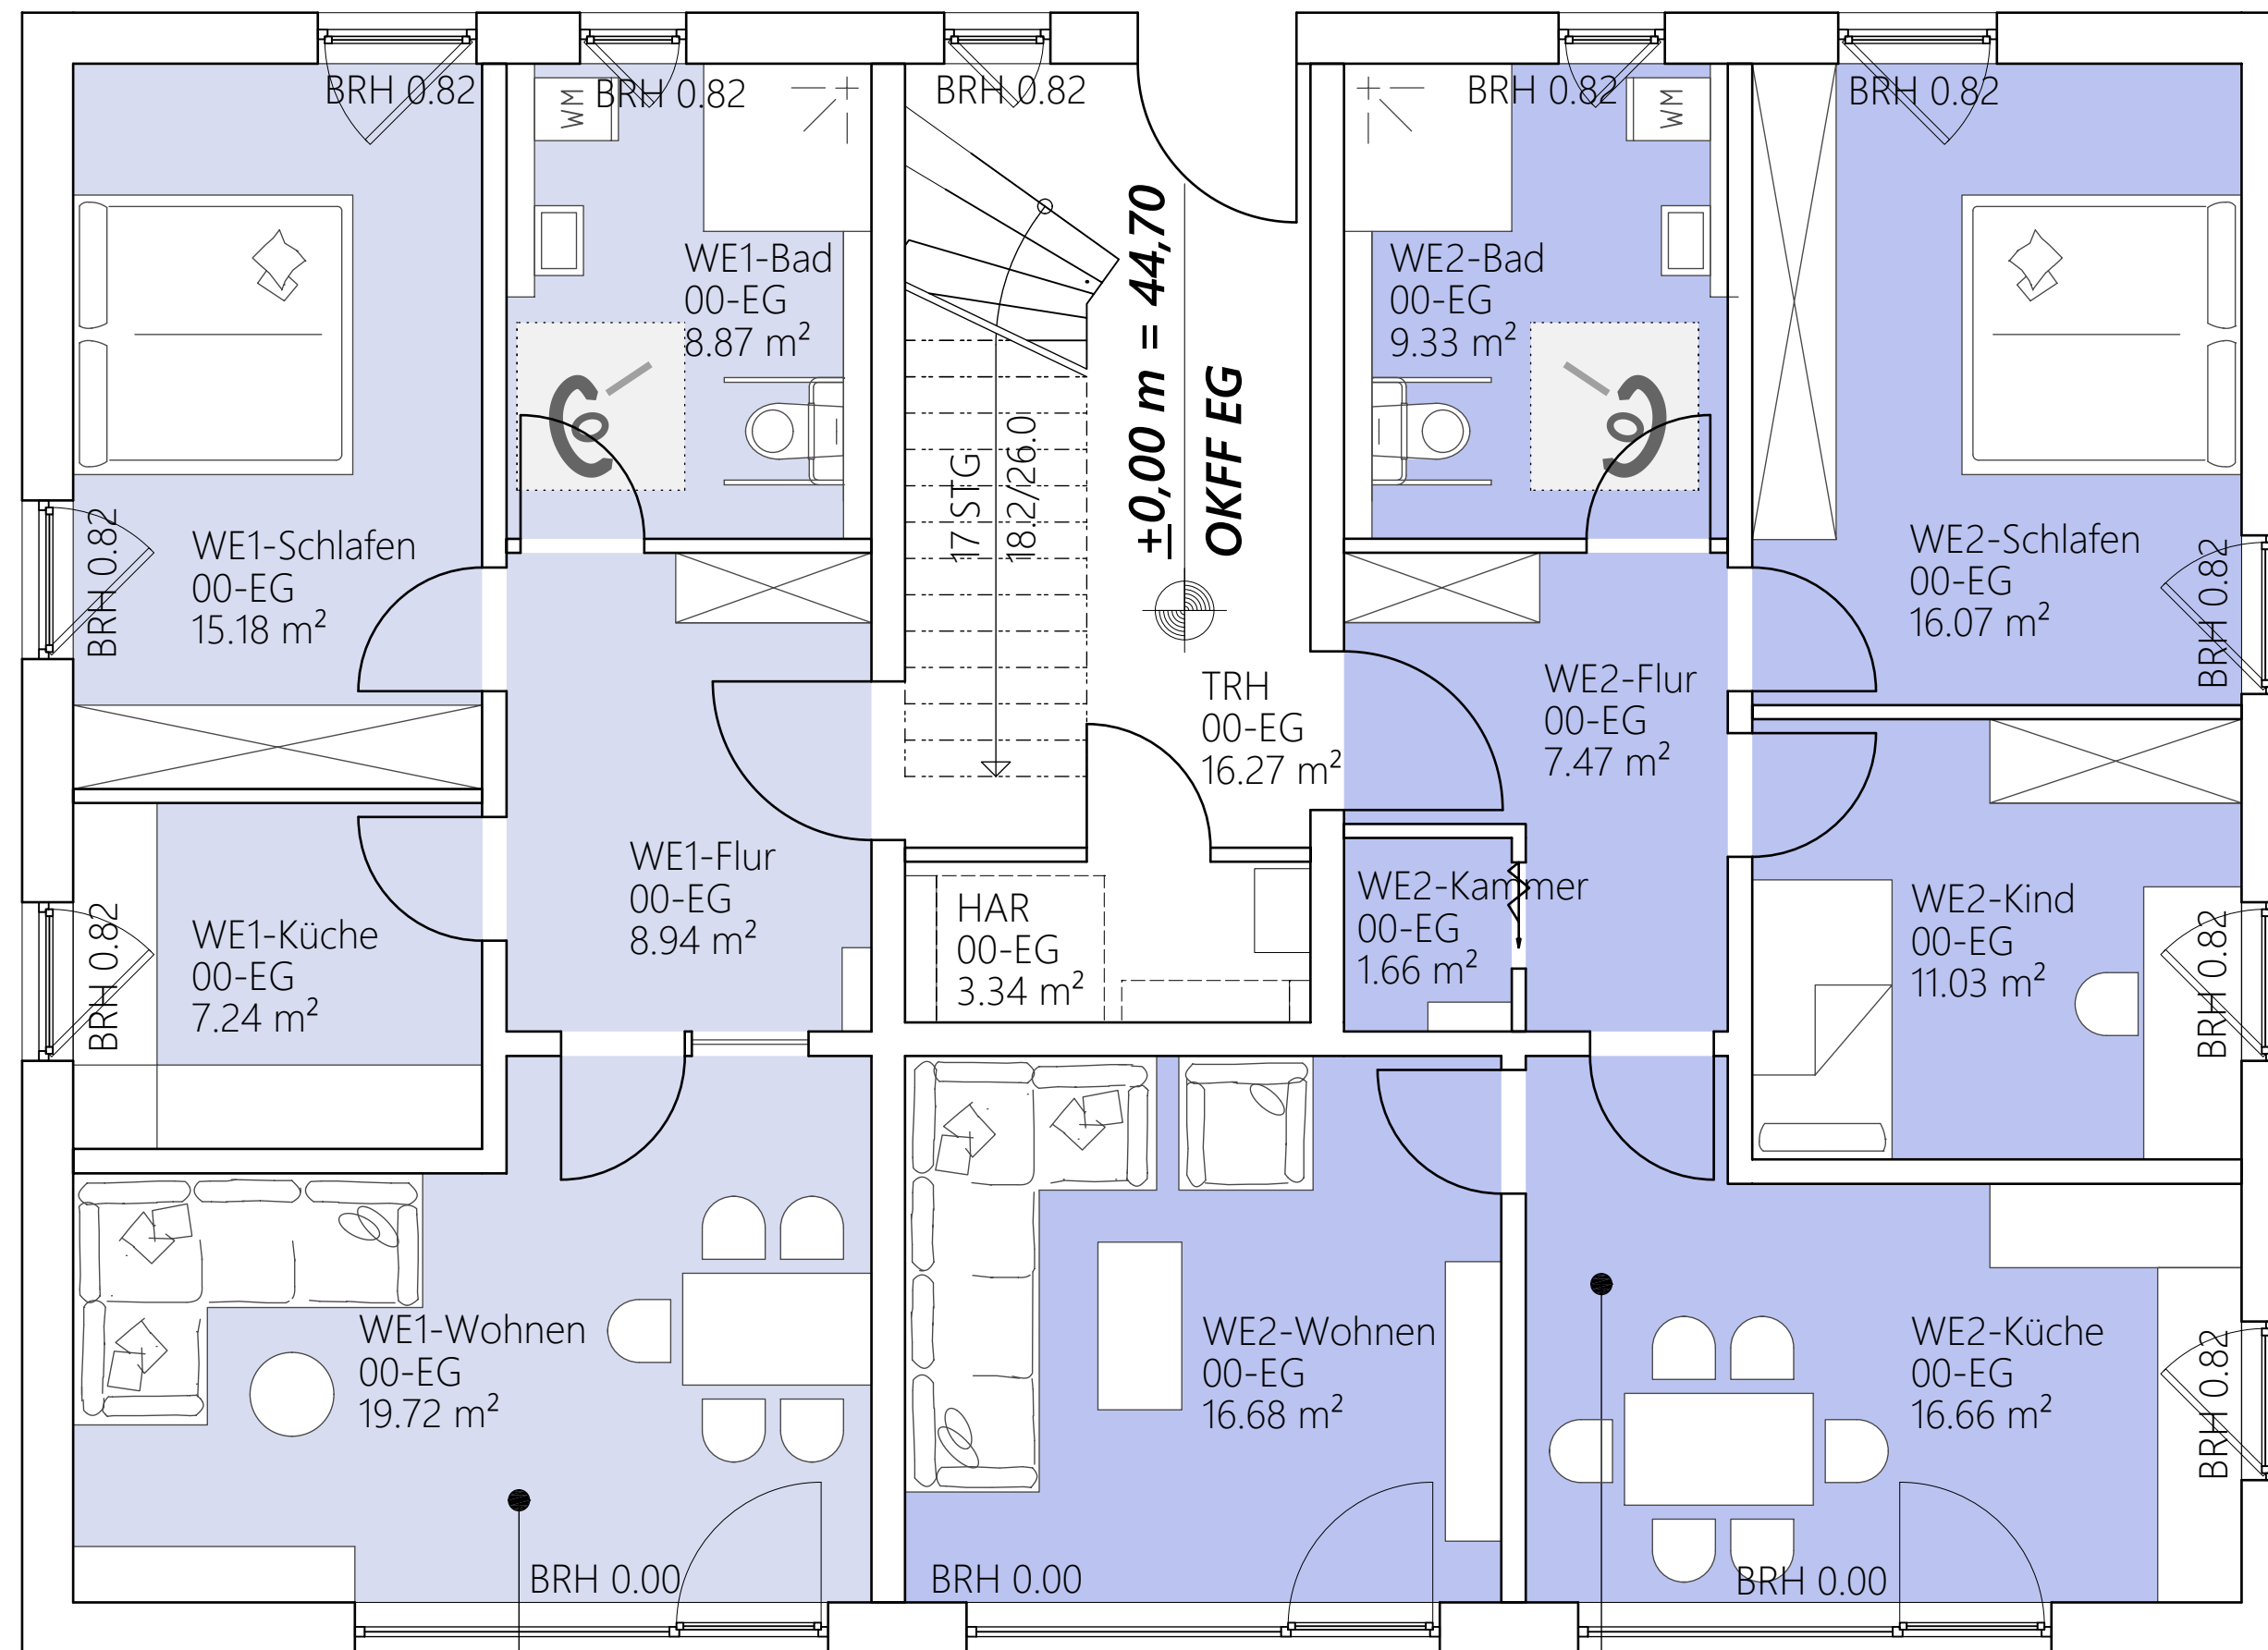 BRH 0.82
BRH 0.82
BRH 0.82
BRH 0.82
BRH 0.82
WM
WM
WE1-Bad
00-EG
8.87 m²
±0,00 m = 44,70
OKFF EG
WE2-Bad
00-EG
9.33 m²
17 STG
18.2/26.0
BRH 0.82
WE1-Schlafen
00-EG
15.18 m²
WE2-Schlafen
00-EG
16.07 m²
BRH 0.82
TRH
00-EG
16.27 m²
WE2-Flur
00-EG
7.47 m²
WE1-Flur
00-EG
8.94 m²
BRH 0.82
WE1-Küche
00-EG
7.24 m²
HAR
00-EG
3.34 m²
WE2-Kammer
00-EG
1.66 m²
WE2-Kind
00-EG
11.03 m²
BRH 0.82
WE1-Wohnen
00-EG
19.72 m²
WE2-Wohnen
00-EG
16.68 m²
WE2-Küche
00-EG
16.66 m²
BRH 0.82
BRH 0.00
BRH 0.00
BRH 0.00